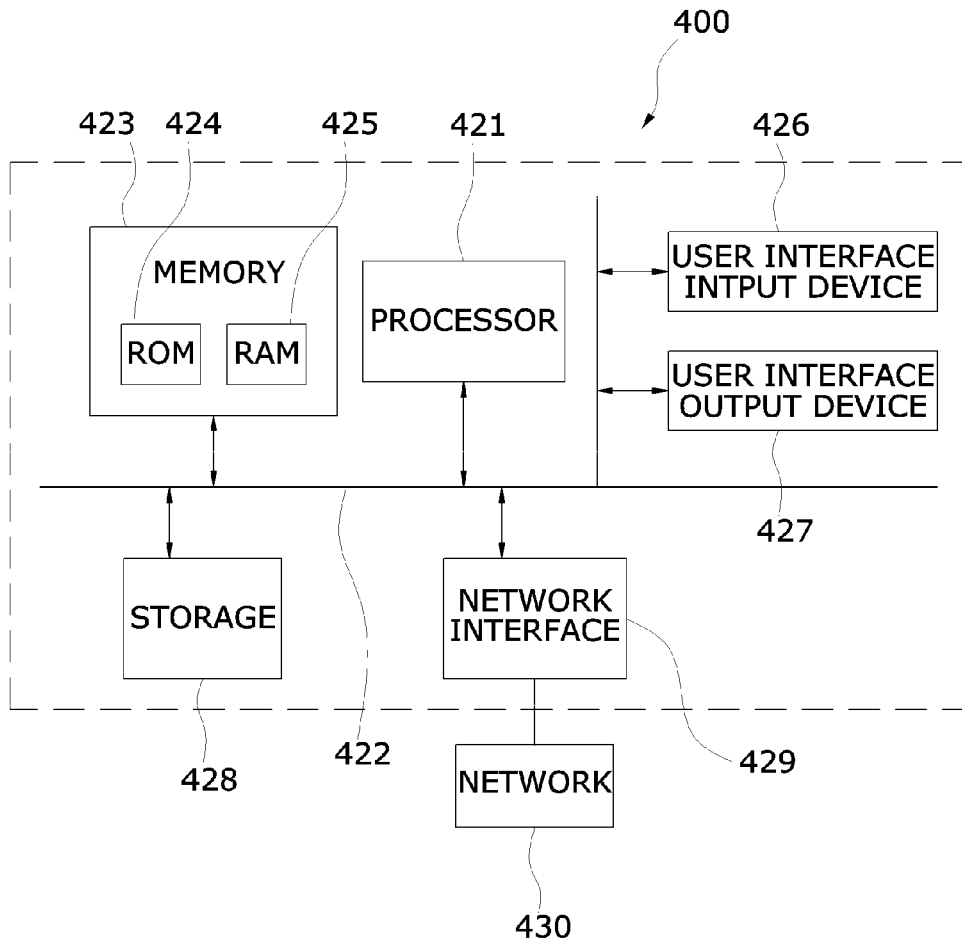 400
423
424
425
421
426
MEMORY
ROM
RAM
PROCESSOR
USER INTERFACE
INTPUT DEVICE
USER INTERFACE
OUTPUT DEVICE
427
STORAGE
NETWORK
INTERFACE
428
422
429
NETWORK
430